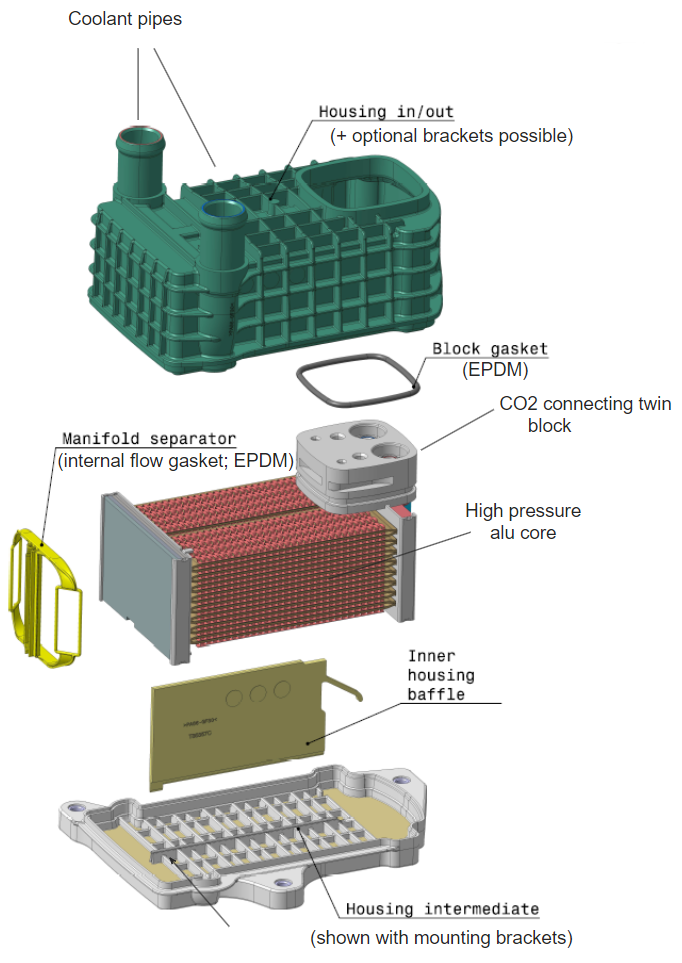 Coolant pipes
Housing in/out
(+ optional brackets possible)
Block gasket
(EPDM)
CO2 connecting twin
block
Manifold separator
(internal flow gasket; EPDM)
High pressure
alu core
Inner
housing
baffle
Housing intermediate
(shown with mounting brackets)